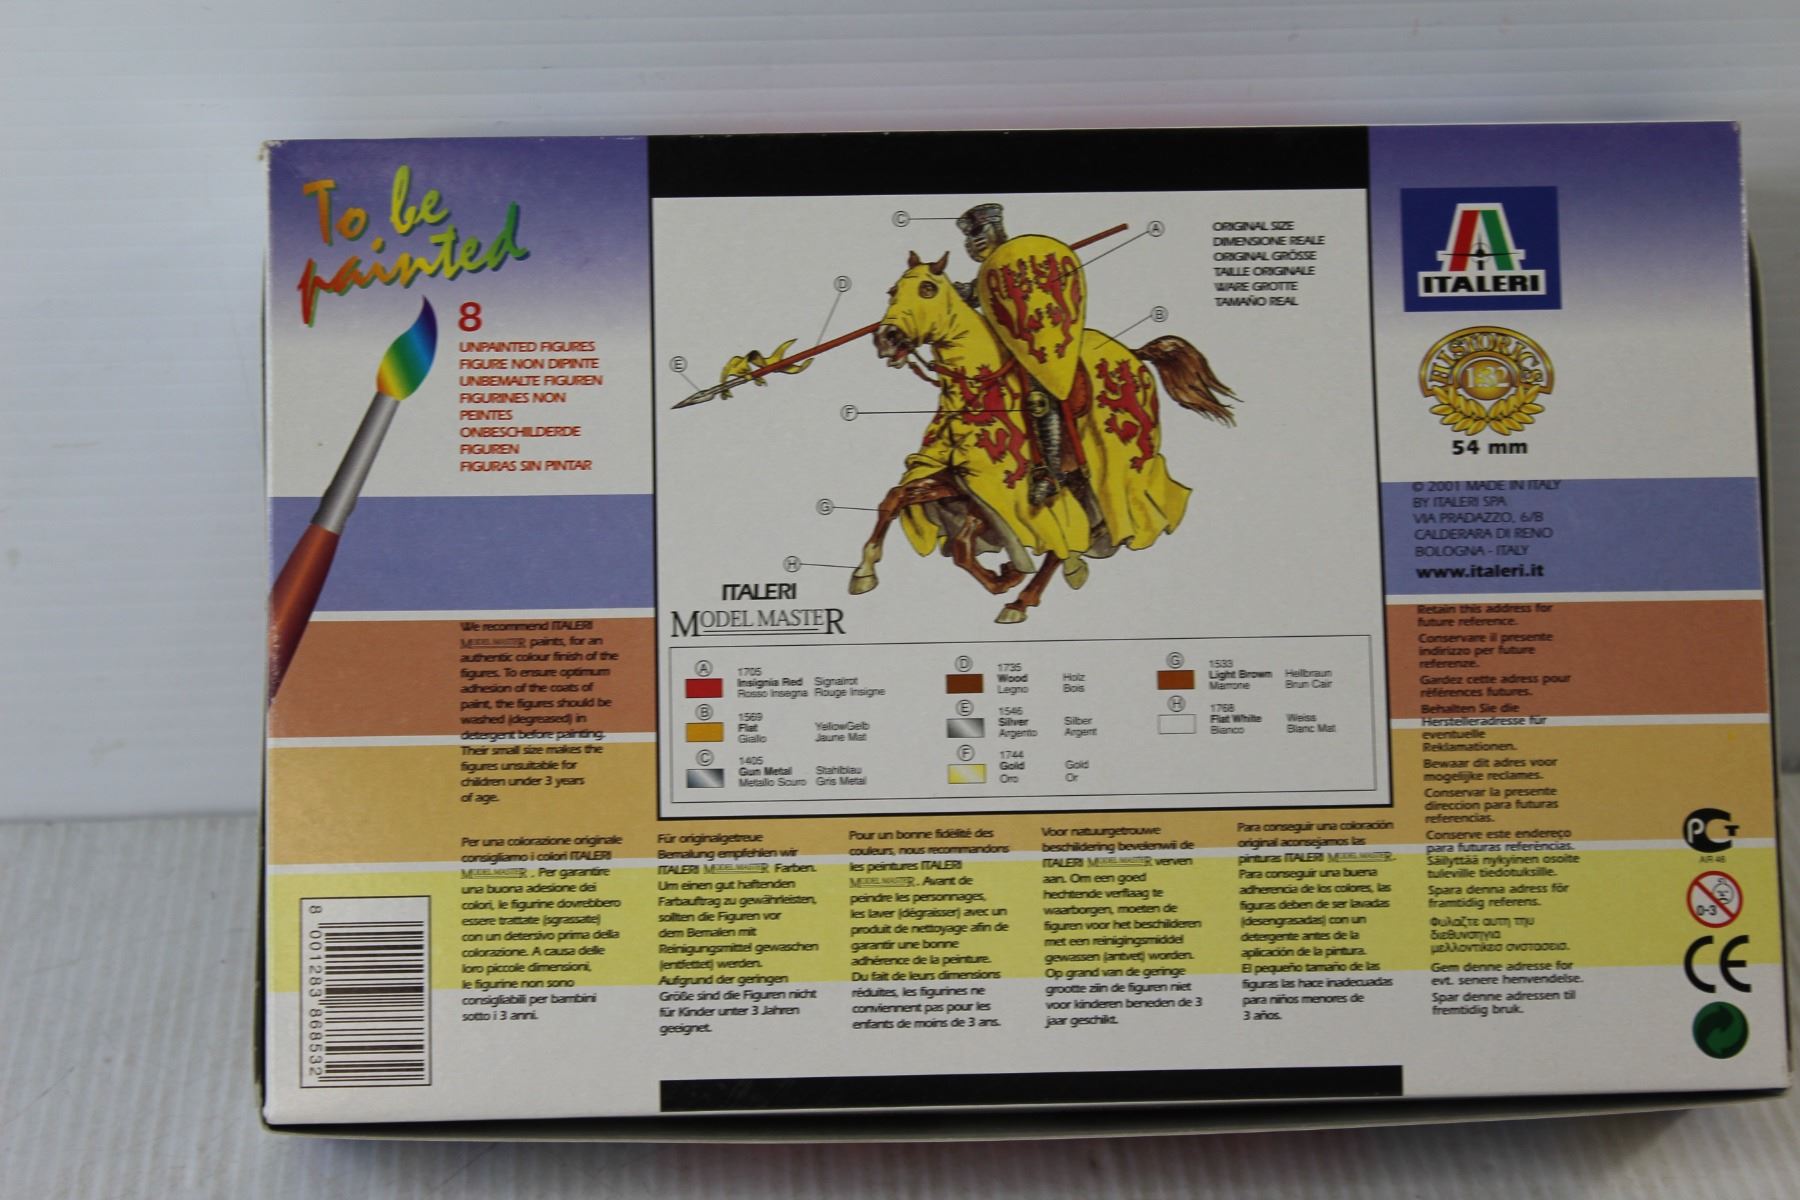 To be
painted
8
UNPAINTED FIGURES
FIGURE NON DIPINTE
UNBEMALTE FIGUREN
FIGURINES NON
PEINTES
ONBESCHILDERDE
FIGUREN
FIGURAS SIN PINTAR
We recommend ITALERI
MODEL MASTER paints, for an
authentic colour finish of the
figures. To ensure optimum
adhesion of the coats of
paint, the figures should be
washed (degreased) in
detergent before painting.
Their small size makes the
figures unsuitable for
children under 3 years
of age.
C
A
D
B
E
F
G
H
ORIGINAL SIZE
DIMENSIONE REALE
ORIGINAL GRÖSSE
TAILLE ORIGINALE
WARE GROTTE
TAMAÑO REAL
ITALERI
MODEL MASTER
A 1705
Insignia Red Signalrot
Rosso Insegna Rouge Insigne
B 1569
Flat YellowGelb
Giallo Jaune Mat
C 1405
Gun Metal Stahlblau
Metallo Scuro Gris Metal
D 1735
Wood Holz
Legno Bois
E 1546
Silver Silber
Argento Argent
F 1744
Gold Gold
Oro Or
G 1533
Light Brown Hellbraun
Marrone Brun Cair
H 1768
Flat White Weiss
Bianco Blanc Mat
ITALERI
HISTORICS
1:32
54 mm
© 2001 MADE IN ITALY
BY ITALERI SPA
VIA PRADAZZO, 6/B
CALDERARA DI RENO
BOLOGNA - ITALY
www.italeri.it
Retain this address for
future reference.
Conservare il presente
indirizzo per future
referenze.
Gardez cette adress pour
références futures.
Behalten Sie die
Herstelleradresse fur
eventuelle
Reklamationen.
Bewaar dit adres voor
mogelijke reclames.
Conservar la presente
direccion para futuras
referencias.
Conserve este endereço
para futuras referências.
Säilyttää nykyinen osoite
tuleville tiedotuksille.
Spara denna adress för
framtidig referens.
Φυλαζτε αυτη τηυ
διεθυνσηγια
μελλοντικεσ συστασεισ.
Gem denne adresse for
evt. senere henvendelse.
Spar denne adressen til
fremtidig bruk.
Per una colorazione originale
consigliamo i colori ITALERI
MODEL MASTER . Per garantire
una buona adesione dei
colori, le figurine dovrebbero
essere trattate (sgrassate)
con un detersivo prima della
colorazione. A causa delle
loro piccole dimensioni,
le figurine non sono
consigliabili per bambini
sotto i 3 anni.
Für originalgetreue
Bemalung empfehlen wir
ITALERI MODEL MASTER Farben.
Um einen gut haftenden
Farbauftrag zu gewährleisten,
sollten die Figuren vor
dem Bemalen mit
Reinigungsmittel gewaschen
(entfettet) werden.
Aufgrund der geringen
Größe sind die Figuren nicht
für Kinder unter 3 Jahren
geeignet.
Pour un bonne fidélité des
couleurs, nous recommandons
les peintures ITALERI
MODEL MASTER. Avant de
peindre les personnages,
les laver (dégraisser) avec un
produit de nettoyage afin de
garantir une bonne
adhérence de la peinture.
Du fait de leurs dimensions
réduites, les figurines ne
conviennent pas pour les
enfants de moins de 3 ans.
Voor natuurgetrouwe
beschildering bevelenwii de
ITALERI MODEL MASTER verven
aan. Om een goed
hechtende verflaag te
waarborgen, moeten de
figuren voor het beschilderen
met een reinigingsmiddel
gewassen (antvet) worden.
Op grand van de geringe
grootte ziin de figuren niet
voor kinderen beneden de 3
jaar geschikt.
Para conseguir una coloración
original aconsejamos las
pinturas ITALERI MODEL MASTER.
Para conseguir una buena
adherencia de los colores, las
figuras deben de ser lavadas
(desengrasadas) con un
detergente antes de la
aplicación de la pintura.
El pequeño tamaño de las
figuras las hace inadecuadas
para niños menores de
3 años.
8 001283 868532
РСТ
0-3
CE